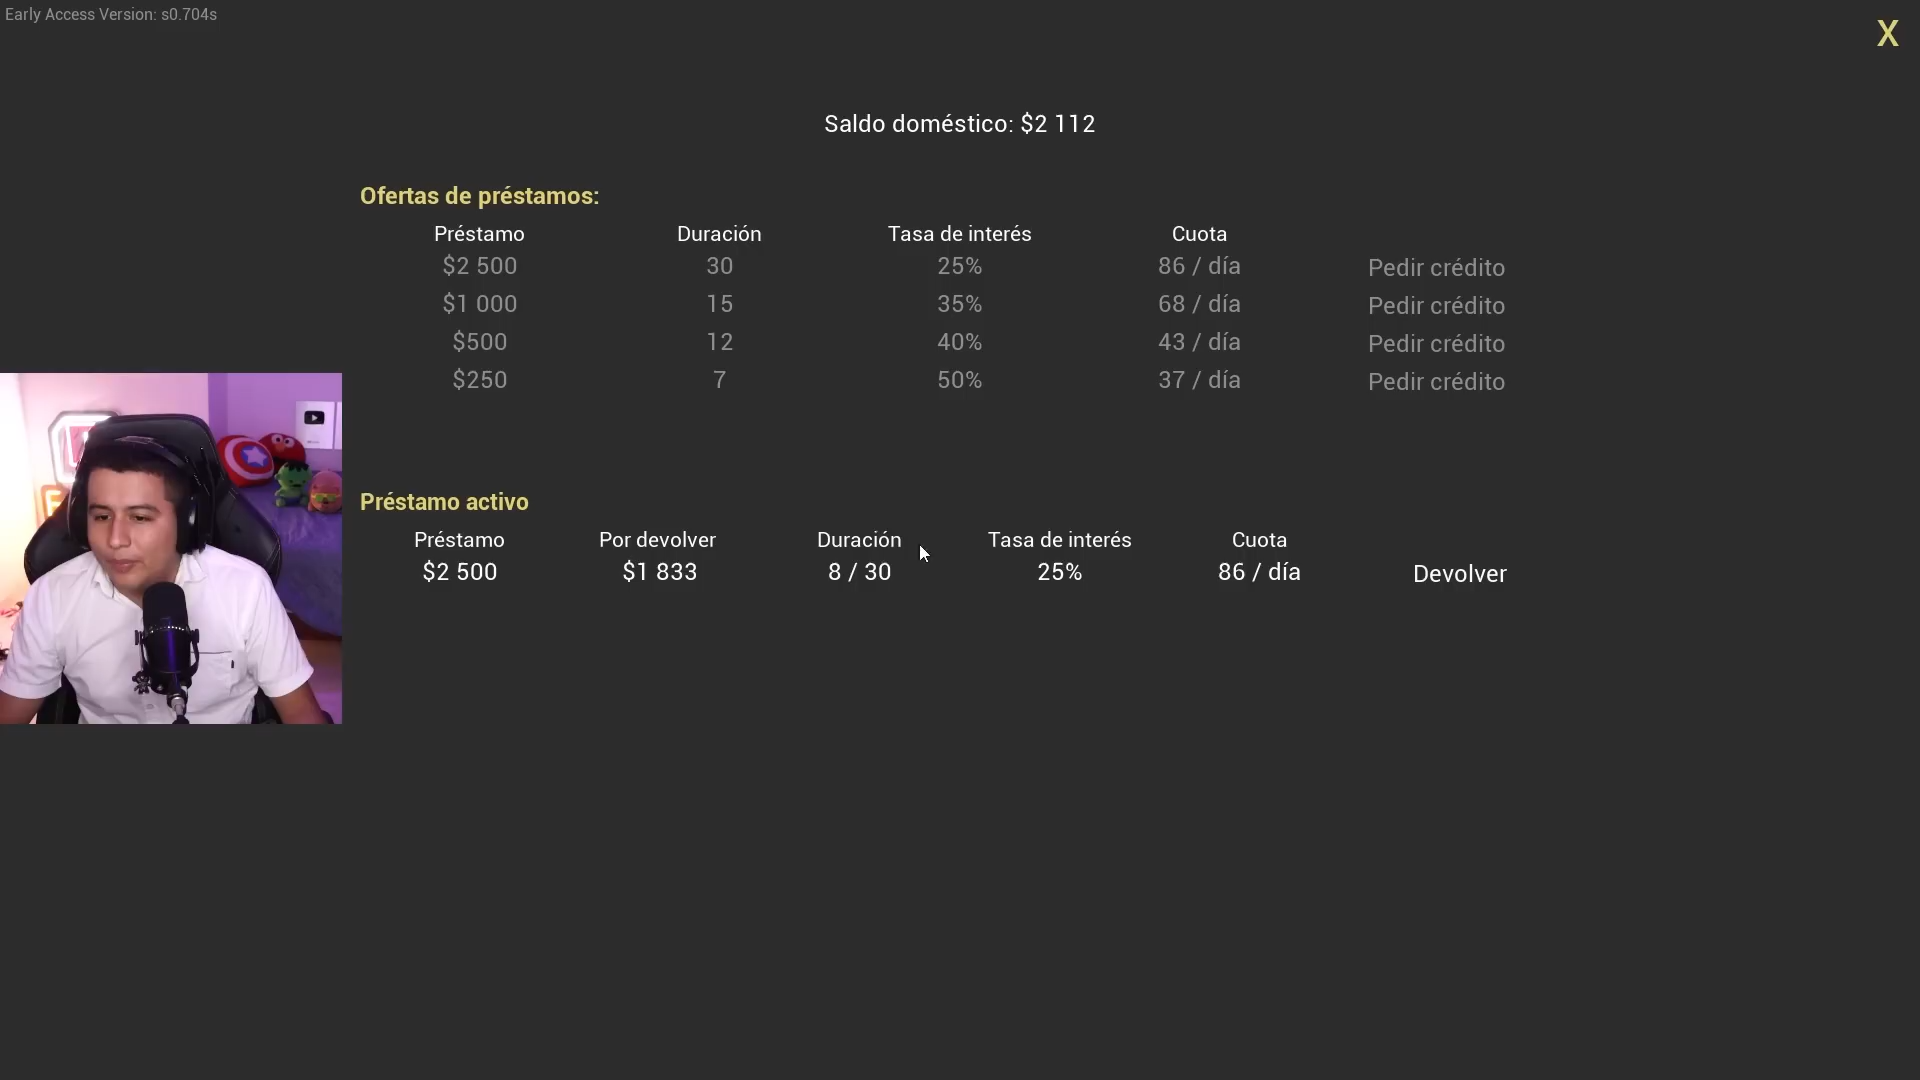 Early Access Version: s0.704s
X
Saldo doméstico: $2 112
Ofertas de préstamos:
Préstamo Duración Tasa de interés Cuota
$2 500 30 25% 86 / día Pedir crédito
$1 000 15 35% 68 / día Pedir crédito
$500 12 40% 43 / día Pedir crédito
$250 7 50% 37 / día Pedir crédito
Préstamo activo
Préstamo Por devolver Duración Tasa de interés Cuota
$2 500 $1 833 8 / 30 25% 86 / día Devolver